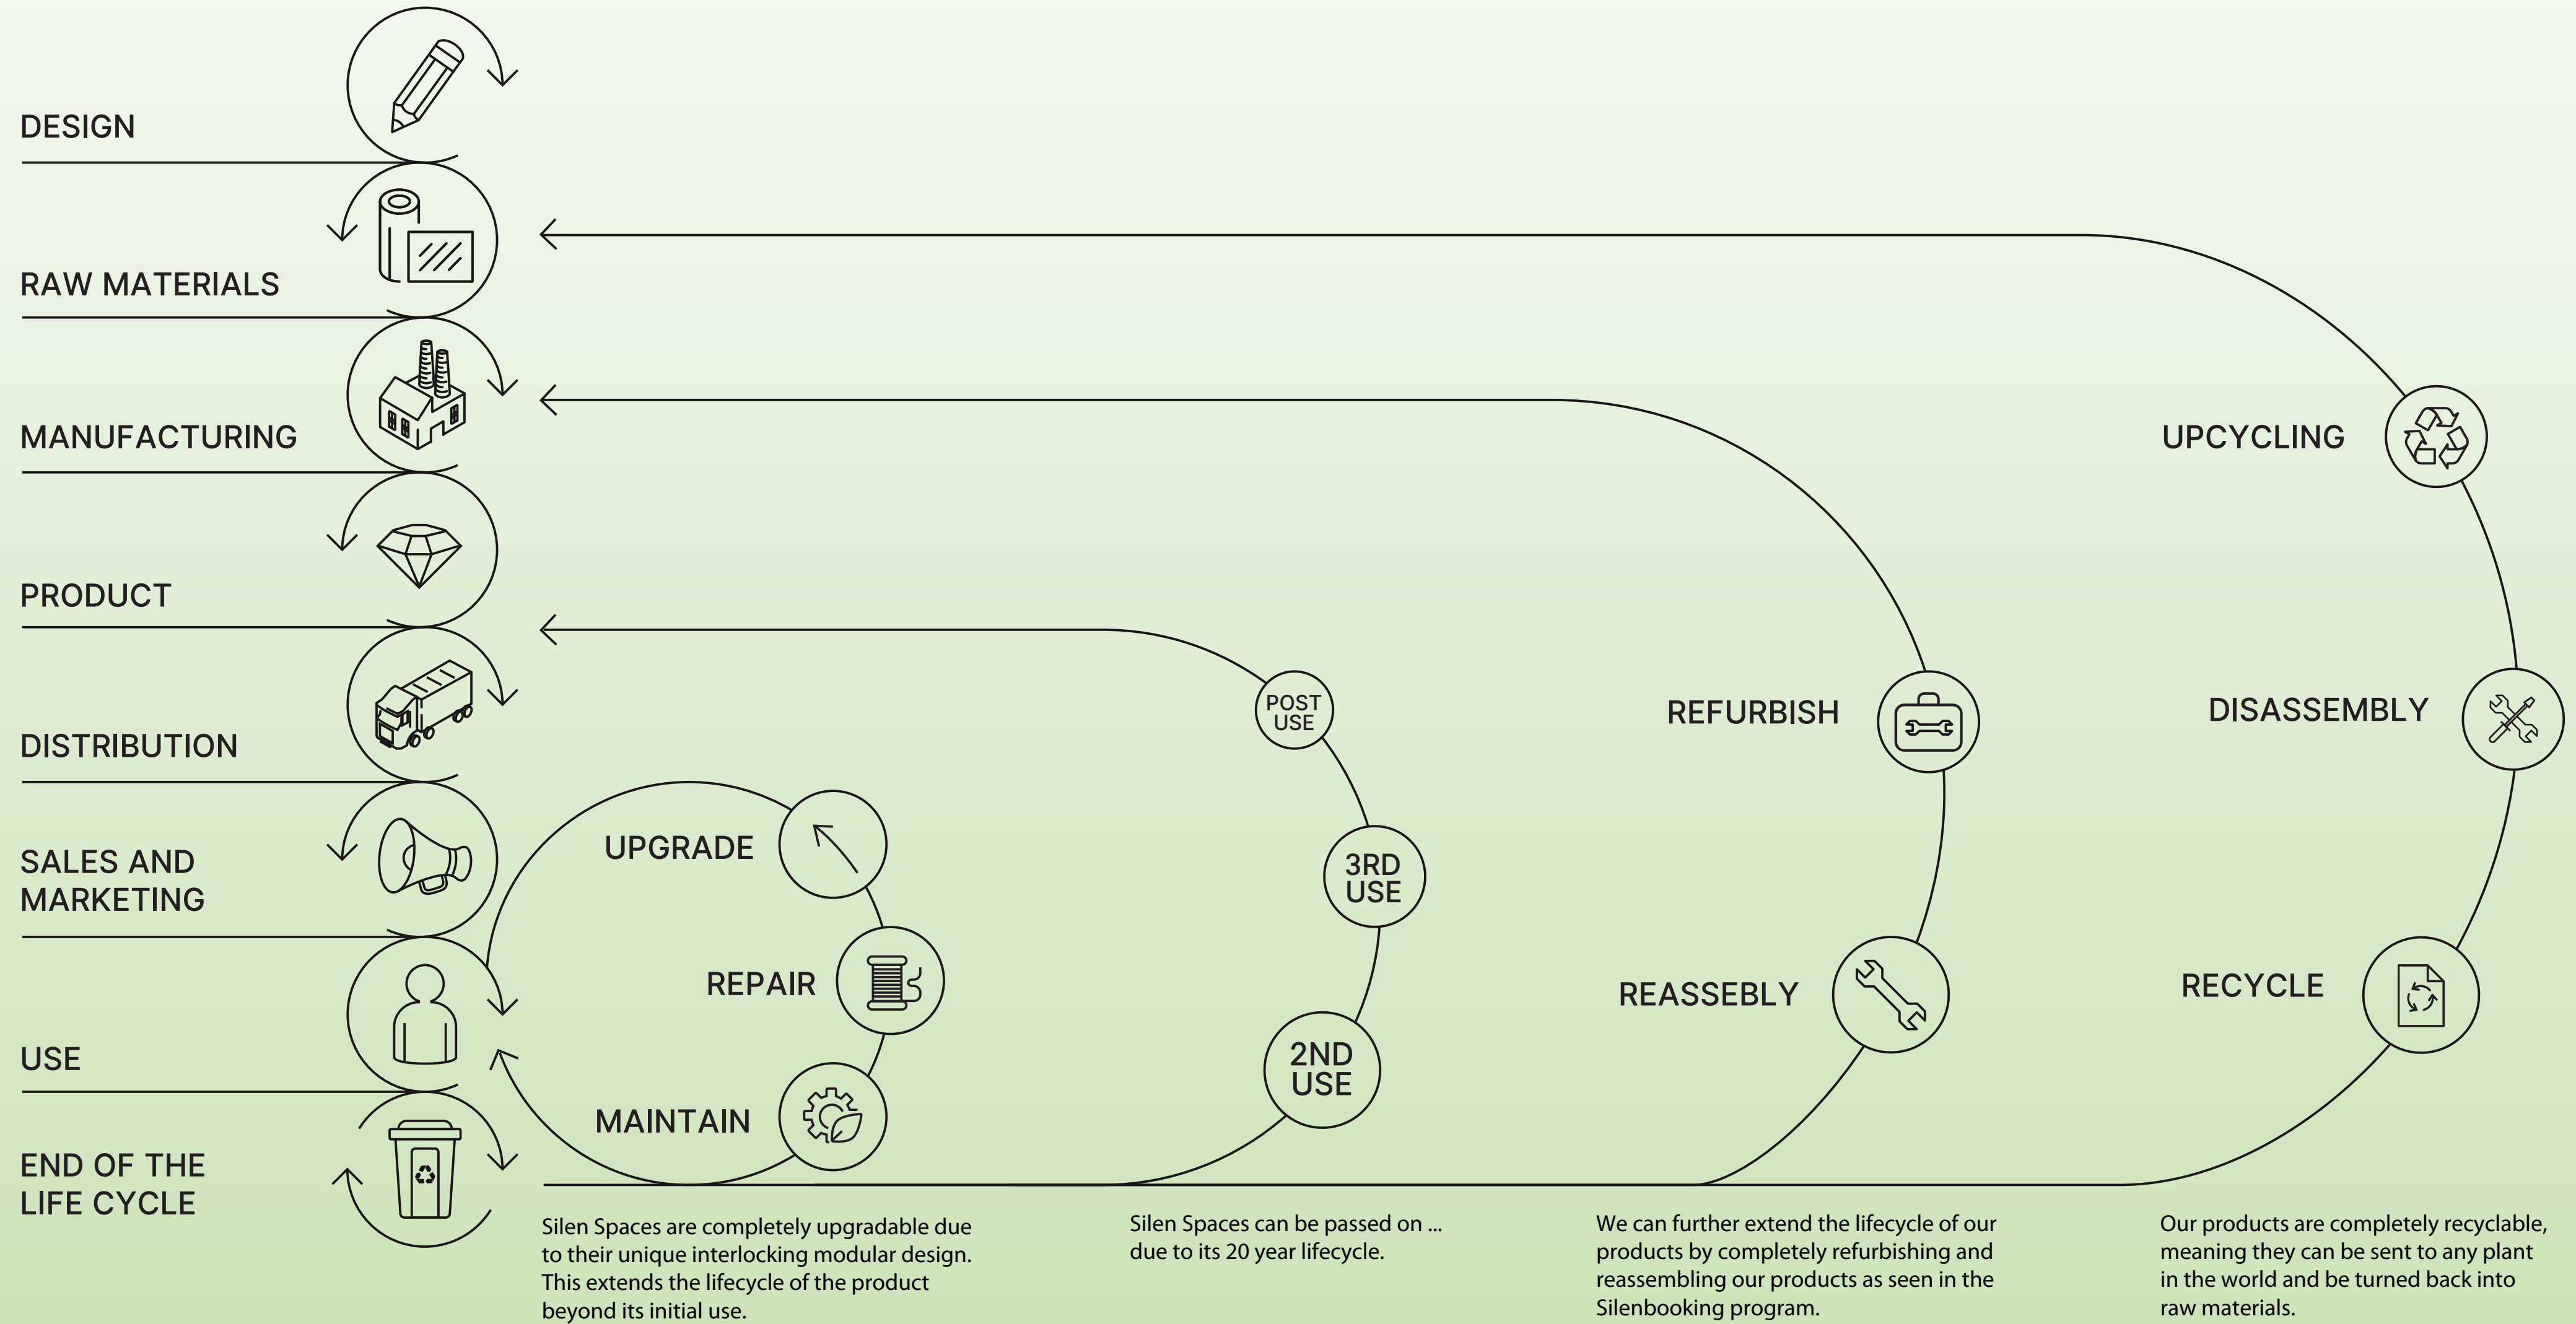 DESIGN
RAW MATERIALS
MANUFACTURING
PRODUCT
DISTRIBUTION
SALES AND
MARKETING
USE
END OF THE
LIFE CYCLE
UPGRADE
REPAIR
MAINTAIN
Silen Spaces are completely upgradable due
to their unique interlocking modular design.
This extends the lifecycle of the product
beyond its initial use.
POST
USE
3RD
USE
2ND
USE
Silen Spaces can be passed on ...
due to its 20 year lifecycle.
REFURBISH
REASSEBLY
We can further extend the lifecycle of our
products by completely refurbishing and
reassembling our products as seen in the
Silenbooking program.
UPCYCLING
DISASSEMBLY
RECYCLE
Our products are completely recyclable,
meaning they can be sent to any plant
in the world and be turned back into
raw materials.